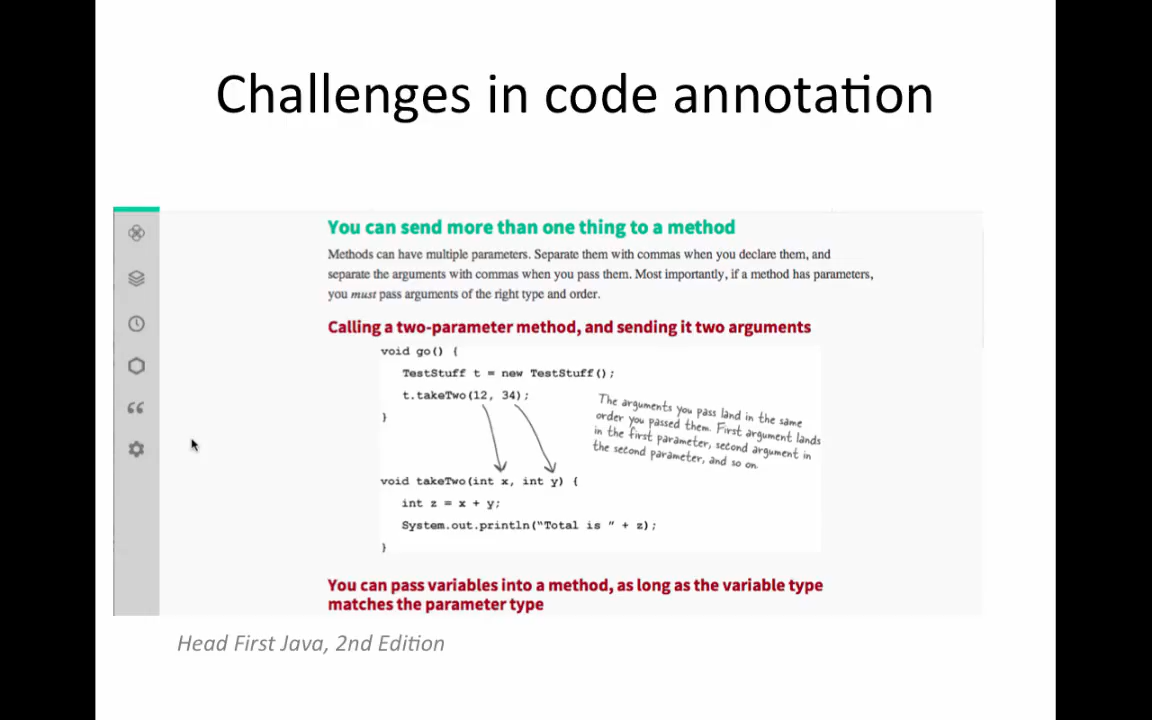 Challenges in code annotation
You can send more than one thing to a method
Methods can have multiple parameters. Separate them with commas when you declare them, and
separate the arguments with commas when you pass them. Most importantly, if a method has parameters,
you must pass arguments of the right type and order.
Calling a two-parameter method, and sending it two arguments
void go() {
TestStuff t = new TestStuff();
t.takeTwo(12, 34);
}
The arguments you pass land in the same
order you passed them. First argument lands
in the first parameter, second argument in
the second parameter, and so on.
void takeTwo(int x, int y) {
int z = x + y;
System.out.println("Total is " + z);
}
You can pass variables into a method, as long as the variable type
matches the parameter type
Head First Java, 2nd Edition